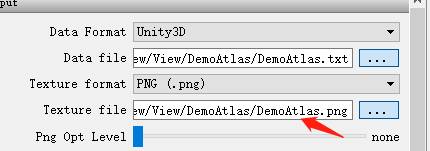 put
Data Format Unity3D
Data file ew/View/DemoAtlas/DemoAtlas.txt ...
Texture format PNG (.png)
Texture file ew/View/DemoAtlas/DemoAtlas.png ...
Png Opt Level none